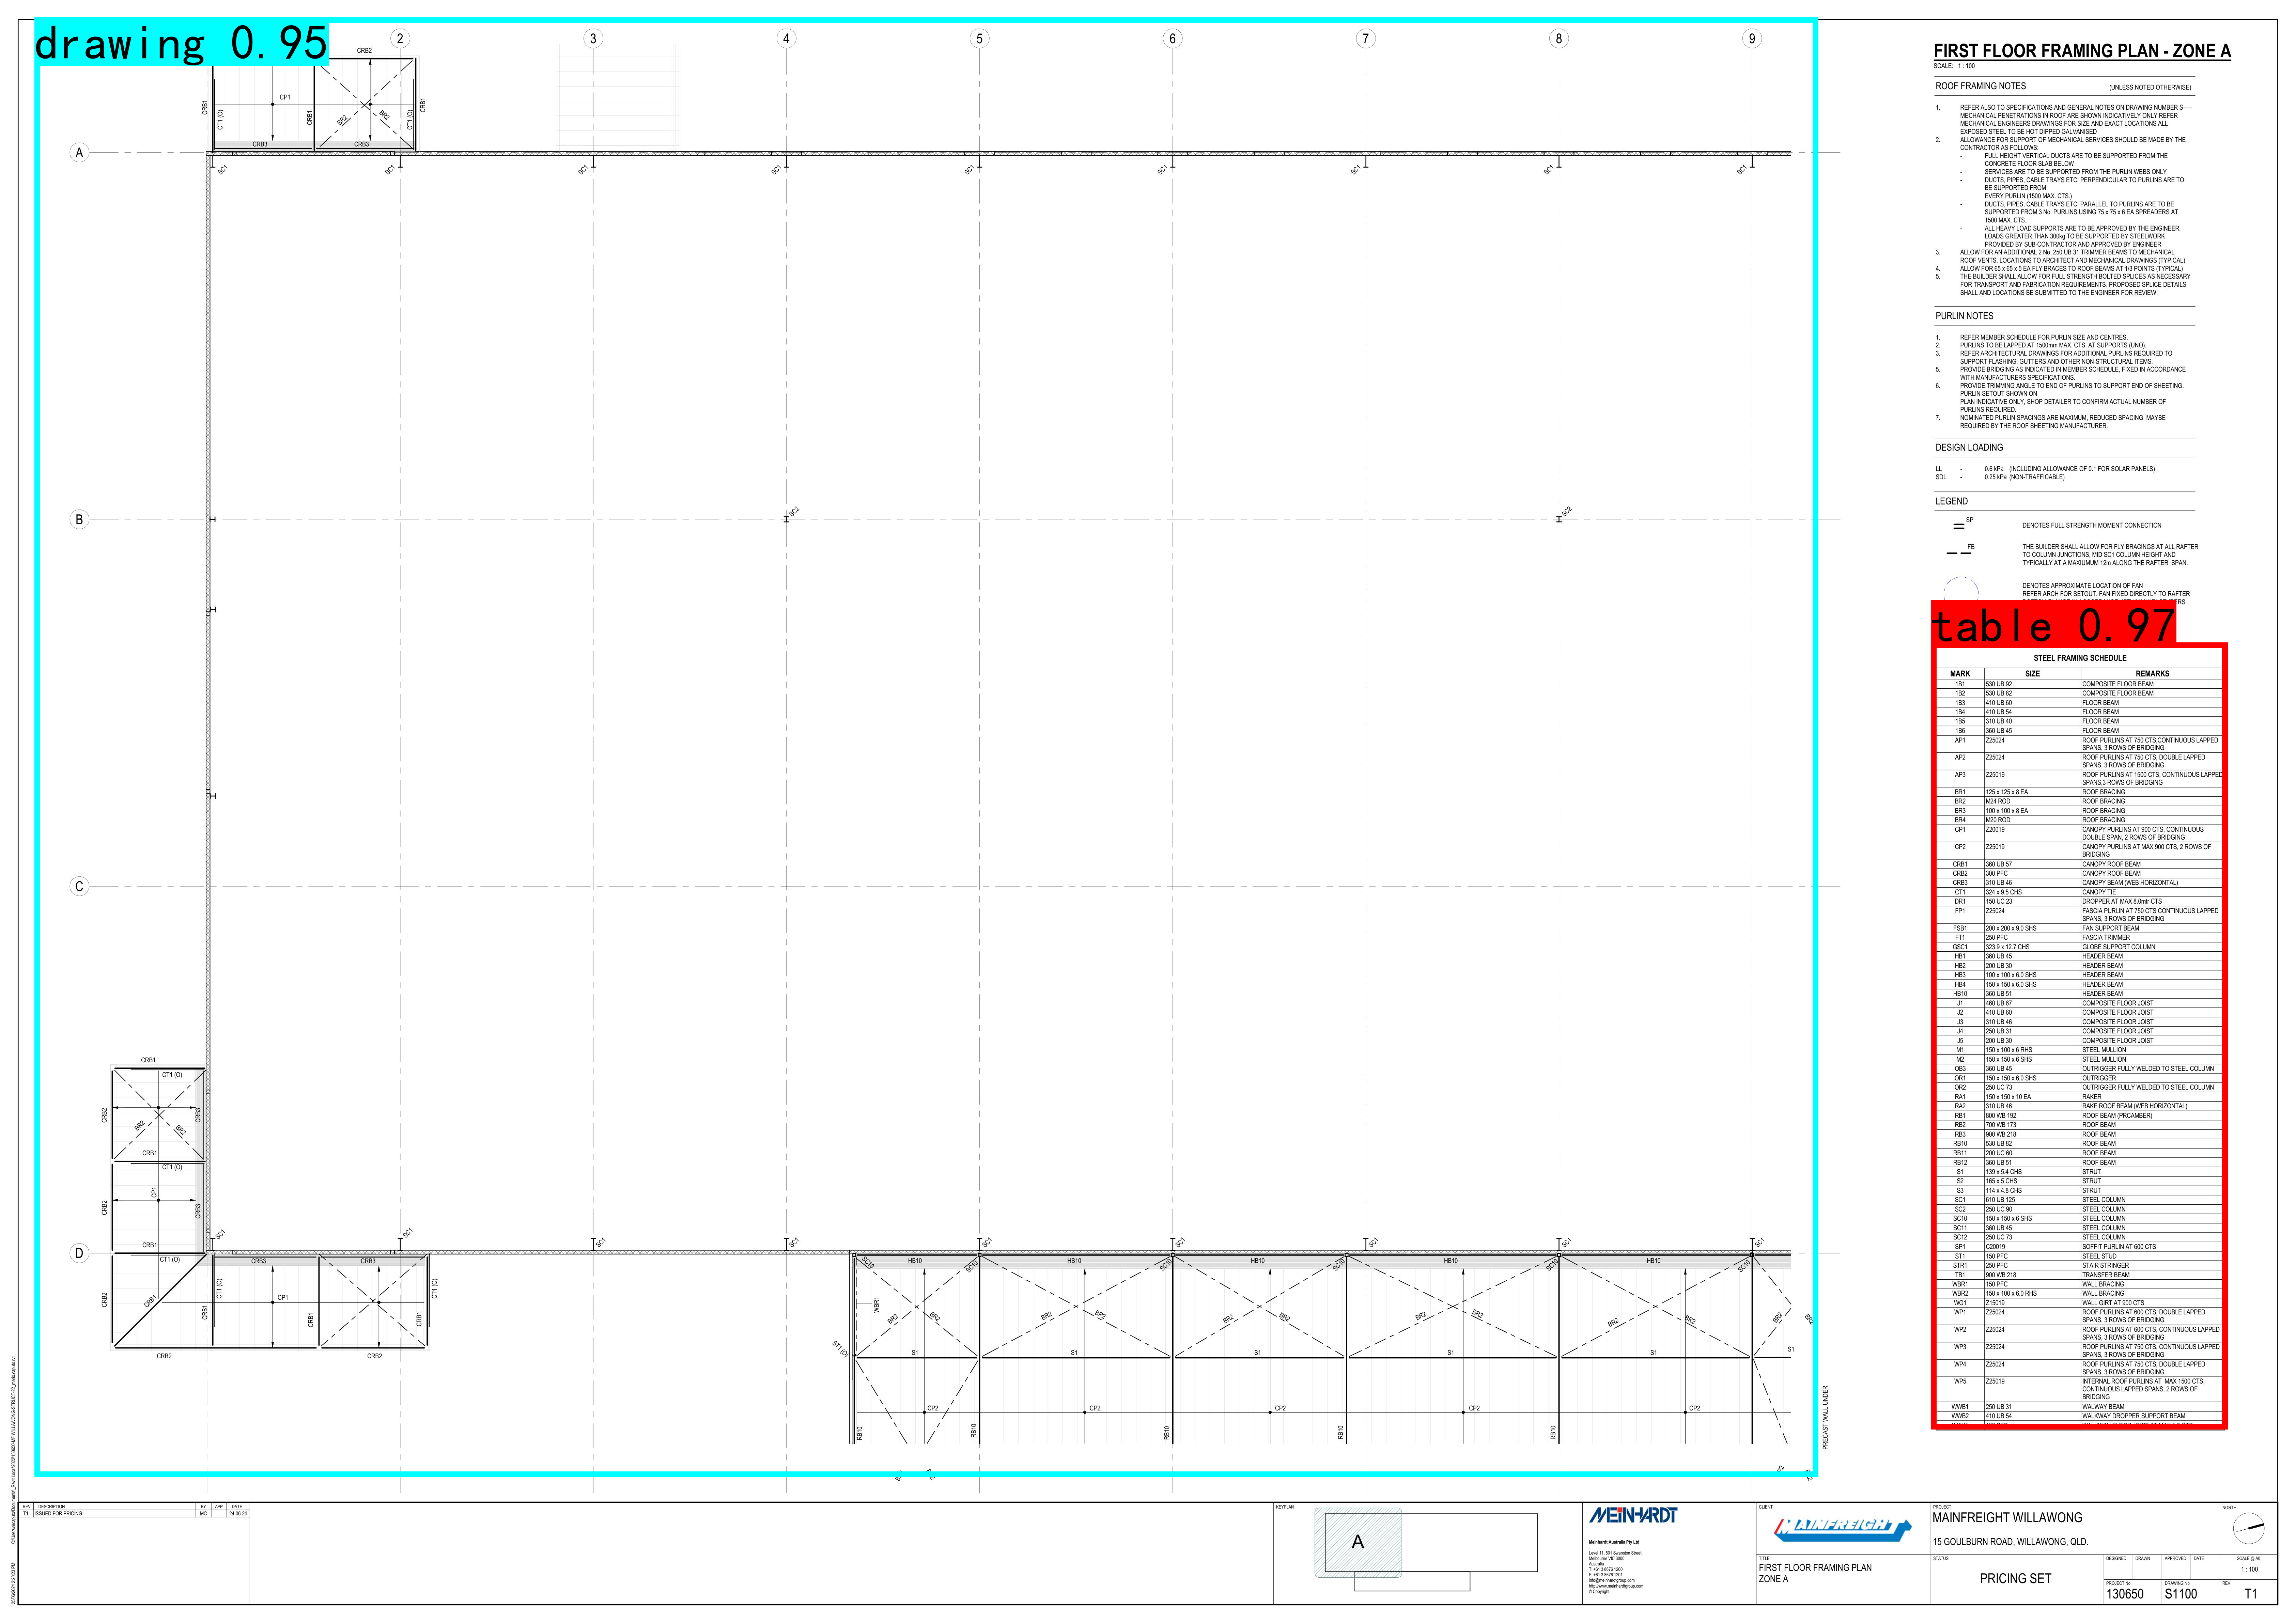 drawing 0.95
2
3
4
5
6
7
8
9
CRB2
CRB1
CT1 (O)
CP1
CRB1
BR2
BR2
CT1 (O)
CRB1
CRB3
CRB3
A
SC1
SC1
SC1
SC1
SC1
SC1
SC1
SC1
SC1
B
SC2
SC2
C
CRB1
CT1 (O)
CRB2
CRB3
BR2
BR2
CRB1
CT1 (O)
CP1
CRB2
CRB3
CRB1
D
SC1
SC1
SC1
SC1
SC1
SC1
SC1
SC1
SC1
CT1 (O)
CRB3
CRB3
CRB2
CRB1
CRB1
CT1 (O)
CP1
CRB1
CRB1
CT1 (O)
CRB2
CRB2
SC10
HB10
SC10
HB10
SC10
HB10
SC10
HB10
SC10
HB10
SC10
WBR1
BR2
BR2
BR2
BR2
BR2
BR2
BR2
BR2
BR2
BR2
BR2
ST1 (O)
S1
S1
S1
S1
S1
S1
CP2
CP2
CP2
CP2
CP2
RB10
RB10
RB10
RB10
RB10
PRECAST WALL UNDER
FIRST FLOOR FRAMING PLAN - ZONE A
SCALE: 1 : 100
ROOF FRAMING NOTES (UNLESS NOTED OTHERWISE)
1. REFER ALSO TO SPECIFICATIONS AND GENERAL NOTES ON DRAWING NUMBER S-----
MECHANICAL PENETRATIONS IN ROOF ARE SHOWN INDICATIVELY ONLY REFER
MECHANICAL ENGINEERS DRAWINGS FOR SIZE AND EXACT LOCATIONS ALL
EXPOSED STEEL TO BE HOT DIPPED GALVANISED
2. ALLOWANCE FOR SUPPORT OF MECHANICAL SERVICES SHOULD BE MADE BY THE
CONTRACTOR AS FOLLOWS:
- FULL HEIGHT VERTICAL DUCTS ARE TO BE SUPPORTED FROM THE
CONCRETE FLOOR SLAB BELOW
- SERVICES ARE TO BE SUPPORTED FROM THE PURLIN WEBS ONLY
- DUCTS, PIPES, CABLE TRAYS ETC. PERPENDICULAR TO PURLINS ARE TO
BE SUPPORTED FROM
EVERY PURLIN (1500 MAX. CTS.)
- DUCTS, PIPES, CABLE TRAYS ETC. PARALLEL TO PURLINS ARE TO BE
SUPPORTED FROM 3 No. PURLINS USING 75 x 75 x 6 EA SPREADERS AT
1500 MAX. CTS.
- ALL HEAVY LOAD SUPPORTS ARE TO BE APPROVED BY THE ENGINEER.
LOADS GREATER THAN 300kg TO BE SUPPORTED BY STEELWORK
PROVIDED BY SUB-CONTRACTOR AND APPROVED BY ENGINEER
3. ALLOW FOR AN ADDITIONAL 2 No. 250 UB 31 TRIMMER BEAMS TO MECHANICAL
ROOF VENTS. LOCATIONS TO ARCHITECT AND MECHANICAL DRAWINGS (TYPICAL)
4. ALLOW FOR 65 x 65 x 5 EA FLY BRACES TO ROOF BEAMS AT 1/3 POINTS (TYPICAL)
5. THE BUILDER SHALL ALLOW FOR FULL STRENGTH BOLTED SPLICES AS NECESSARY
FOR TRANSPORT AND FABRICATION REQUIREMENTS. PROPOSED SPLICE DETAILS
SHALL AND LOCATIONS BE SUBMITTED TO THE ENGINEER FOR REVIEW.
PURLIN NOTES
1. REFER MEMBER SCHEDULE FOR PURLIN SIZE AND CENTRES.
2. PURLINS TO BE LAPPED AT 1500mm MAX. CTS. AT SUPPORTS (UNO).
3. REFER ARCHITECTURAL DRAWINGS FOR ADDITIONAL PURLINS REQUIRED TO
SUPPORT FLASHING, GUTTERS AND OTHER NON-STRUCTURAL ITEMS.
5. PROVIDE BRIDGING AS INDICATED IN MEMBER SCHEDULE, FIXED IN ACCORDANCE
WITH MANUFACTURERS SPECIFICATIONS.
6. PROVIDE TRIMMING ANGLE TO END OF PURLINS TO SUPPORT END OF SHEETING.
PURLIN SETOUT SHOWN ON
PLAN INDICATIVE ONLY, SHOP DETAILER TO CONFIRM ACTUAL NUMBER OF
PURLINS REQUIRED.
7. NOMINATED PURLIN SPACINGS ARE MAXIMUM, REDUCED SPACING MAYBE
REQUIRED BY THE ROOF SHEETING MANUFACTURER.
DESIGN LOADING
LL - 0.6 kPa (INCLUDING ALLOWANCE OF 0.1 FOR SOLAR PANELS)
SDL - 0.25 kPa (NON-TRAFFICABLE)
LEGEND
SP DENOTES FULL STRENGTH MOMENT CONNECTION
FB THE BUILDER SHALL ALLOW FOR FLY BRACINGS AT ALL RAFTER
TO COLUMN JUNCTIONS, MID SC1 COLUMN HEIGHT AND
TYPICALLY AT A MAXIUMUM 12m ALONG THE RAFTER SPAN.
DENOTES APPROXIMATE LOCATION OF FAN
REFER ARCH FOR SETOUT. FAN FIXED DIRECTLY TO RAFTER
table 0.97
STEEL FRAMING SCHEDULE
MARK SIZE REMARKS
1B1 530 UB 92 COMPOSITE FLOOR BEAM
1B2 530 UB 82 COMPOSITE FLOOR BEAM
1B3 410 UB 60 FLOOR BEAM
1B4 410 UB 54 FLOOR BEAM
1B5 310 UB 40 FLOOR BEAM
1B6 360 UB 45 FLOOR BEAM
AP1 Z25024 ROOF PURLINS AT 750 CTS,CONTINUOUS LAPPED
SPANS, 3 ROWS OF BRIDGING
AP2 Z25024 ROOF PURLINS AT 750 CTS, DOUBLE LAPPED
SPANS, 3 ROWS OF BRIDGING
AP3 Z25019 ROOF PURLINS AT 1500 CTS, CONTINUOUS LAPPED
SPANS,3 ROWS OF BRIDGING
BR1 125 x 125 x 8 EA ROOF BRACING
BR2 M24 ROD ROOF BRACING
BR3 100 x 100 x 8 EA ROOF BRACING
BR4 M20 ROD ROOF BRACING
CP1 Z20019 CANOPY PURLINS AT 900 CTS, CONTINUOUS
DOUBLE SPAN, 2 ROWS OF BRIDGING
CP2 Z25019 CANOPY PURLINS AT MAX 900 CTS, 2 ROWS OF
BRIDGING
CRB1 360 UB 57 CANOPY ROOF BEAM
CRB2 300 PFC CANOPY ROOF BEAM
CRB3 310 UB 46 CANOPY BEAM (WEB HORIZONTAL)
CT1 324 x 9.5 CHS CANOPY TIE
DR1 150 UC 23 DROPPER AT MAX 8.0mtr CTS
FP1 Z25024 FASCIA PURLIN AT 750 CTS CONTINUOUS LAPPED
SPANS, 3 ROWS OF BRIDGING
FSB1 200 x 200 x 9.0 SHS FAN SUPPORT BEAM
FT1 250 PFC FASCIA TRIMMER
GSC1 323.9 x 12.7 CHS GLOBE SUPPORT COLUMN
HB1 360 UB 45 HEADER BEAM
HB2 200 UB 30 HEADER BEAM
HB3 100 x 100 x 6.0 SHS HEADER BEAM
HB4 150 x 150 x 6.0 SHS HEADER BEAM
HB10 360 UB 51 HEADER BEAM
J1 460 UB 67 COMPOSITE FLOOR JOIST
J2 410 UB 60 COMPOSITE FLOOR JOIST
J3 310 UB 46 COMPOSITE FLOOR JOIST
J4 250 UB 31 COMPOSITE FLOOR JOIST
J5 200 UB 30 COMPOSITE FLOOR JOIST
M1 150 x 100 x 6 RHS STEEL MULLION
M2 150 x 150 x 6 SHS STEEL MULLION
OB3 360 UB 45 OUTRIGGER FULLY WELDED TO STEEL COLUMN
OR1 150 x 150 x 6.0 SHS OUTRIGGER
OR2 250 UC 73 OUTRIGGER FULLY WELDED TO STEEL COLUMN
RA1 150 x 150 x 10 EA RAKER
RA2 310 UB 46 RAKE ROOF BEAM (WEB HORIZONTAL)
RB1 800 WB 192 ROOF BEAM (PRCAMBER)
RB2 700 WB 173 ROOF BEAM
RB3 900 WB 218 ROOF BEAM
RB10 530 UB 82 ROOF BEAM
RB11 200 UC 60 ROOF BEAM
RB12 360 UB 51 ROOF BEAM
S1 139 x 5.4 CHS STRUT
S2 165 x 5 CHS STRUT
S3 114 x 4.8 CHS STRUT
SC1 610 UB 125 STEEL COLUMN
SC2 250 UC 90 STEEL COLUMN
SC10 150 x 150 x 6 SHS STEEL COLUMN
SC11 360 UB 45 STEEL COLUMN
SC12 250 UC 73 STEEL COLUMN
SP1 C20019 SOFFIT PURLIN AT 600 CTS
ST1 150 PFC STEEL STUD
STR1 250 PFC STAIR STRINGER
TB1 900 WB 218 TRANSFER BEAM
WBR1 150 PFC WALL BRACING
WBR2 150 x 100 x 6.0 RHS WALL BRACING
WG1 Z15019 WALL GIRT AT 900 CTS
WP1 Z25024 ROOF PURLINS AT 600 CTS, DOUBLE LAPPED
SPANS, 3 ROWS OF BRIDGING
WP2 Z25024 ROOF PURLINS AT 600 CTS, CONTINUOUS LAPPED
SPANS, 3 ROWS OF BRIDGING
WP3 Z25024 ROOF PURLINS AT 750 CTS, CONTINUOUS LAPPED
SPANS, 3 ROWS OF BRIDGING
WP4 Z25024 ROOF PURLINS AT 750 CTS, DOUBLE LAPPED
SPANS, 3 ROWS OF BRIDGING
WP5 Z25019 INTERNAL ROOF PURLINS AT MAX 1500 CTS,
CONTINUOUS LAPPED SPANS, 2 ROWS OF
BRIDGING
WWB1 250 UB 31 WALWAY BEAM
WWB2 410 UB 54 WALKWAY DROPPER SUPPORT BEAM
REV DESCRIPTION BY APP DATE
T1 ISSUED FOR PRICING MC 24.06.24
25/06/2024 2:20:23 PM
KEYPLAN
A
MEINHARDT
Meinhardt Australia Pty Ltd
Level 11, 501 Swanston Street
Melbourne VIC 3000
Australia
T: +61 3 8676 1200
F: +61 3 8676 1201
info@meinhardtgroup.com
http://www.meinhardtgroup.com
© Copyright
CLIENT
MAINFREIGHT
TITLE
FIRST FLOOR FRAMING PLAN
ZONE A
PROJECT
MAINFREIGHT WILLAWONG
15 GOULBURN ROAD, WILLAWONG, QLD.
STATUS
PRICING SET
NORTH
DESIGNED DRAWN APPROVED DATE
SCALE @ A0
1 : 100
PROJECT No
130650
DRAWING No
S1100
REV
T1